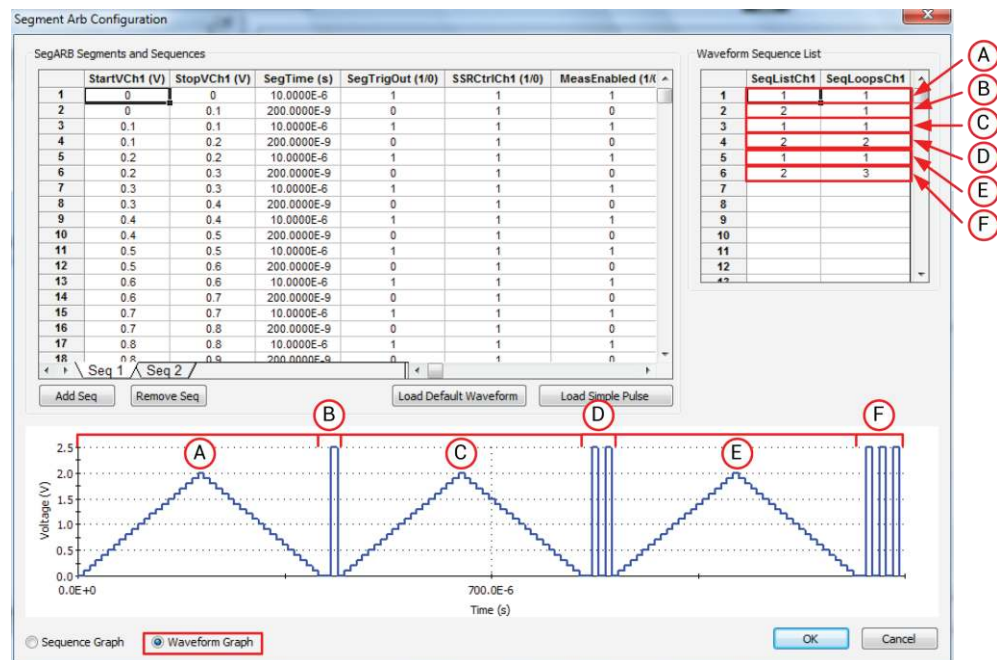 Segment Arb Configuration
SegARB Segments and Sequences
StartVCh1 (V) StopVCh1 (V) SegTime (s) SegTrigOut (1/0) SSRCtrlCh1 (1/0) MeasEnabled (1/(
1 0 0 10.0000E-6 1 1 1
2 0 0.1 200.0000E-9 0 1 0
3 0.1 0.1 10.0000E-6 1 1 1
4 0.1 0.2 200.0000E-9 0 1 0
5 0.2 0.2 10.0000E-6 1 1 1
6 0.2 0.3 200.0000E-9 0 1 0
7 0.3 0.3 10.0000E-6 1 1 1
8 0.3 0.4 200.0000E-9 0 1 0
9 0.4 0.4 10.0000E-6 1 1 1
10 0.4 0.5 200.0000E-9 0 1 0
11 0.5 0.5 10.0000E-6 1 1 1
12 0.5 0.6 200.0000E-9 0 1 0
13 0.6 0.6 10.0000E-6 1 1 1
14 0.6 0.7 200.0000E-9 0 1 0
15 0.7 0.7 10.0000E-6 1 1 1
16 0.7 0.8 200.0000E-9 0 1 0
17 0.8 0.8 10.0000E-6 1 1 1
18 0.8 0.9 200.0000E-9 0 1 0
Seq 1 Seq 2
Add Seq Remove Seq Load Default Waveform Load Simple Pulse
Waveform Sequence List
SeqListCh1 SeqLoopsCh1
1 1 1
2 2 1
3 1 1
4 2 2
5 1 1
6 2 3
7
8
9
10
11
12
13
A
B
C
D
E
F
A B C D E F
Voltage (V)
2.5
2.0
1.5
1.0
0.5
0.0
0.0E+0 700.0E-6
Time (s)
Sequence Graph Waveform Graph OK Cancel